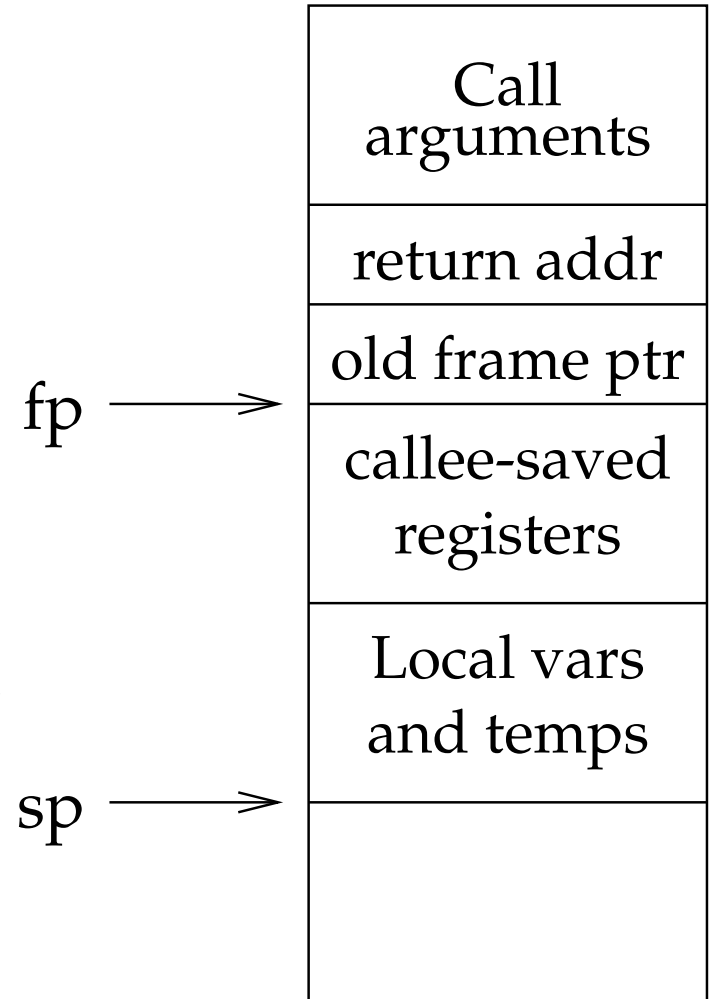 Call
arguments
return addr
old frame ptr
fp
callee-saved
registers
Local vars
and temps
sp